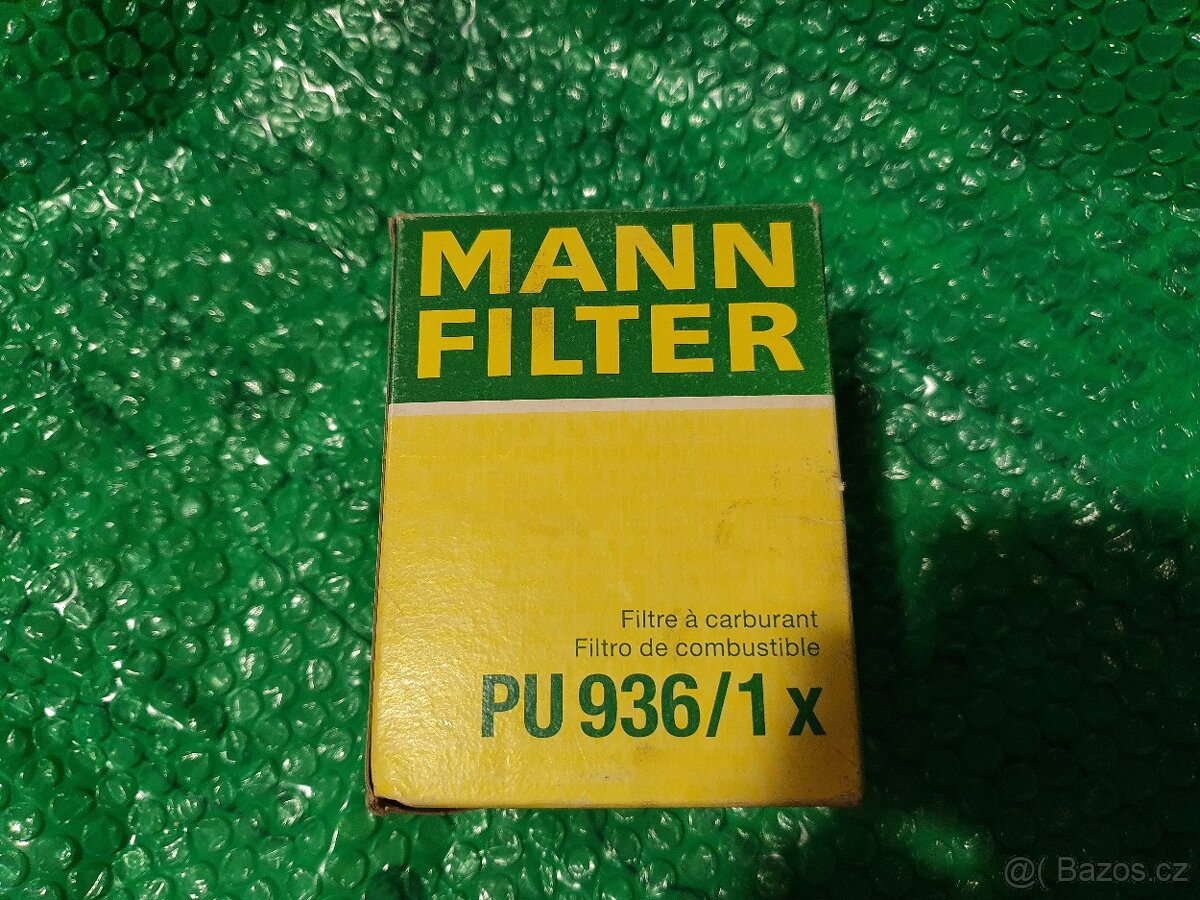 MANN
FILTER
Filtre à carburant
Filtro de combustible
PU 936/1 x
@( Bazos.cz